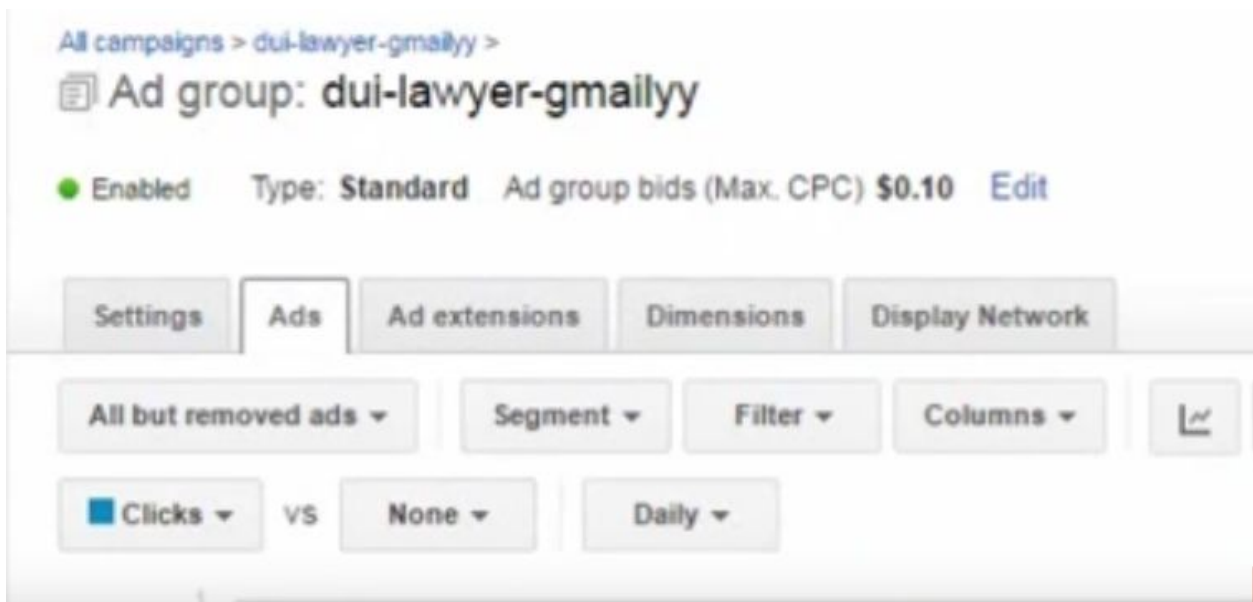 All campaigns > dui-lawyer-gmailyy >
Ad group: dui-lawyer-gmailyy
Enabled Type: Standard Ad group bids (Max. CPC) $0.10 Edit
Settings Ads Ad extensions Dimensions Display Network
All but removed ads Segment Filter Columns
Clicks vs None Daily